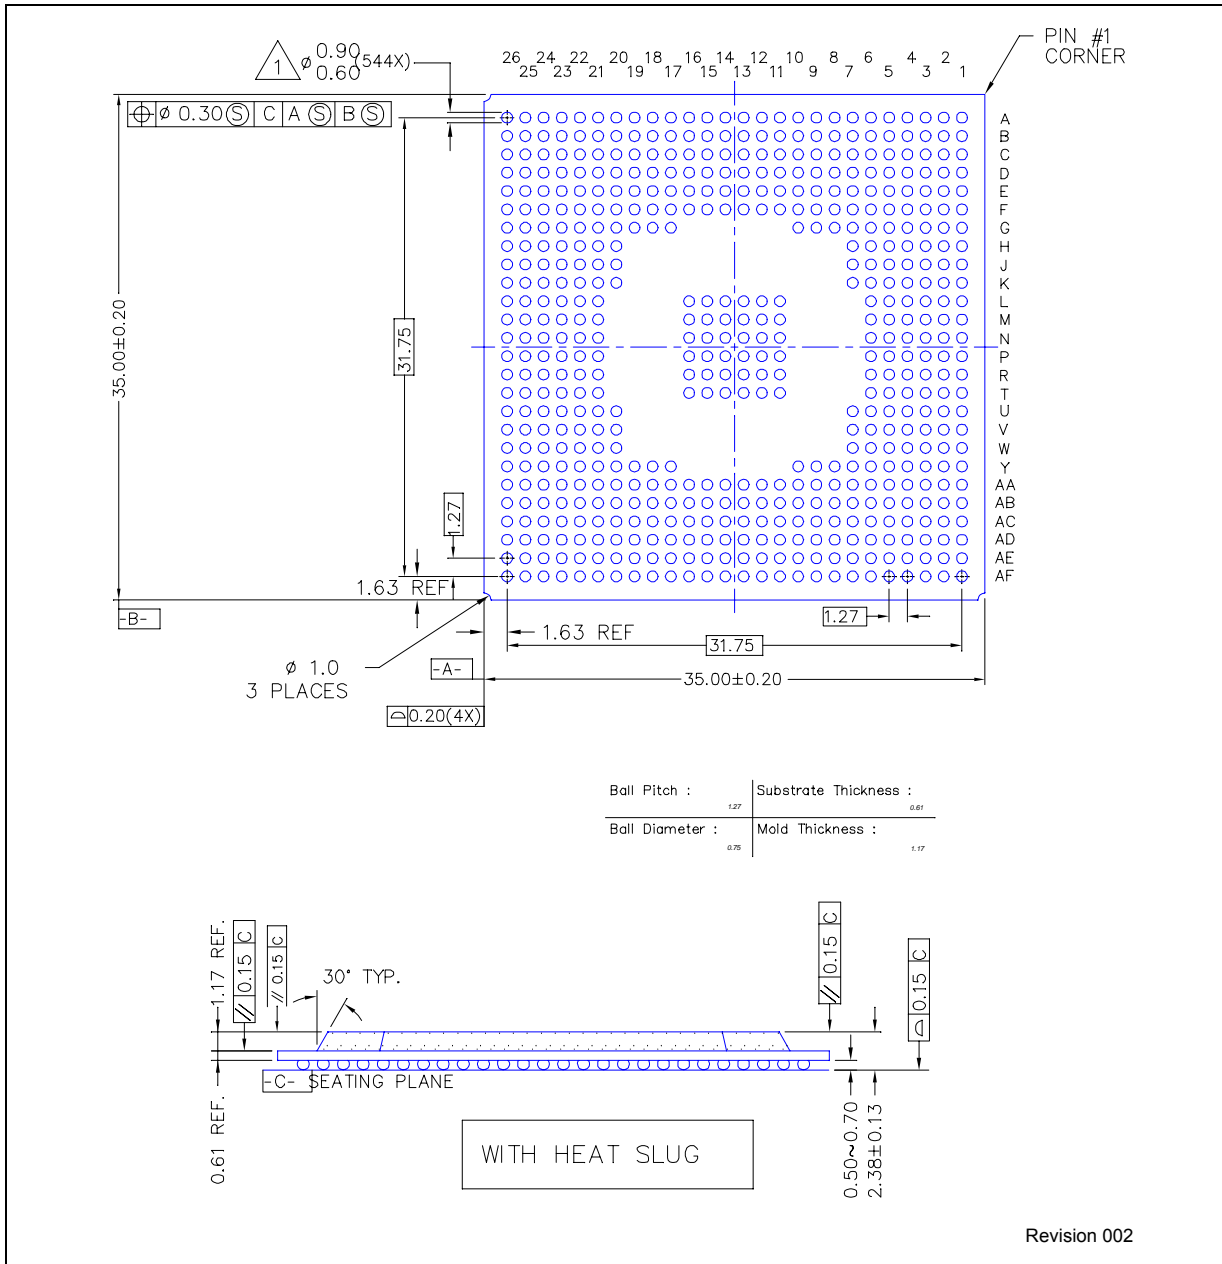 PIN #1
CORNER
1
ø 0.90
0.60
(544X)
26 24 22 20 18 16 14 12 10 8 6 4 2
25 23 21 19 17 15 13 11 9 7 5 3 1
⌖ ø 0.30 Ⓢ C A Ⓢ B Ⓢ
A
B
C
D
E
F
G
H
J
K
L
M
N
P
R
T
U
V
W
Y
AA
AB
AC
AD
AE
AF
35.00±0.20
31.75
1.27
1.63 REF
-B-
1.27
1.63 REF
31.75
-A-
35.00±0.20
ø 1.0
3 PLACES
⌓ 0.20(4X)
Ball Pitch :
1.27
Substrate Thickness :
0.61
Ball Diameter :
0.75
Mold Thickness :
1.17
1.17 REF.
// 0.15 C
// 0.15 C
30° TYP.
// 0.15 C
⌓ 0.15 C
-C- SEATING PLANE
0.61 REF.
0.50~0.70
2.38±0.13
WITH HEAT SLUG
Revision 002